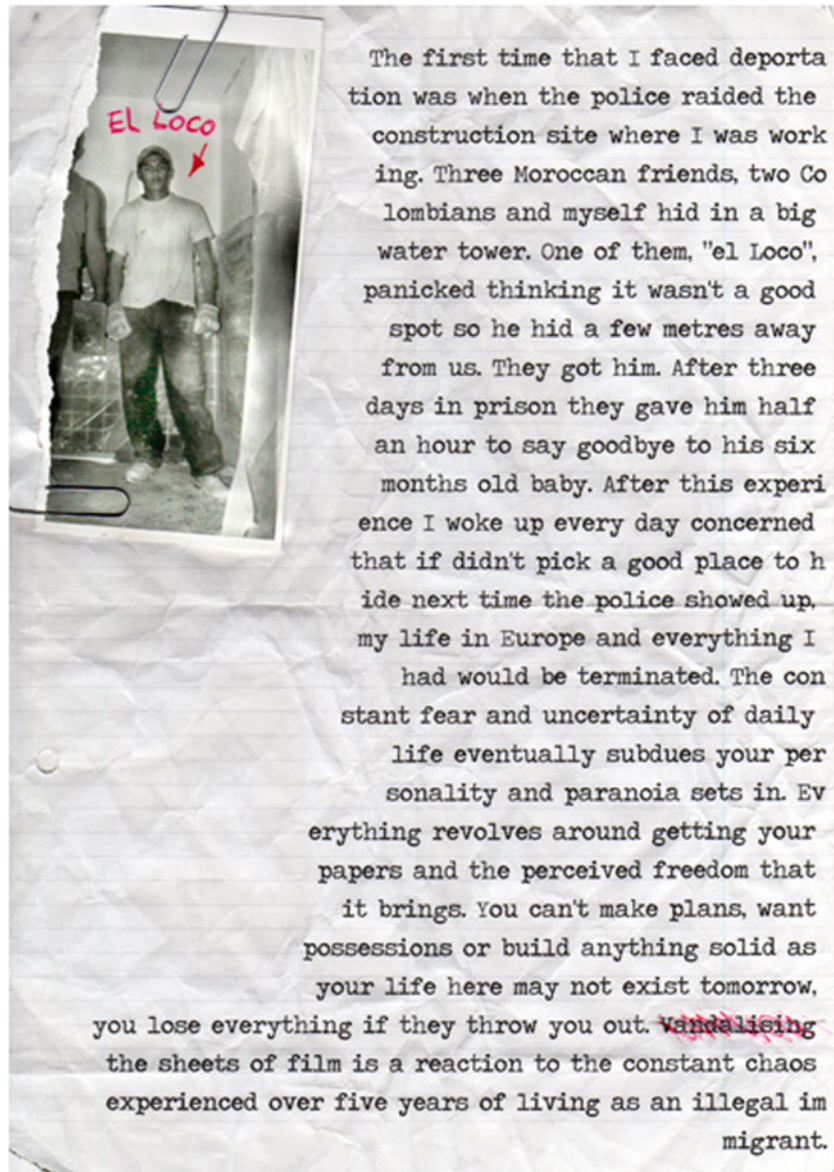 EL LOCO
The first time that I faced deporta
tion was when the police raided the
construction site where I was work
ing. Three Moroccan friends, two Co
lombians and myself hid in a big
water tower. One of them, "el Loco",
panicked thinking it wasn't a good
spot so he hid a few metres away
from us. They got him. After three
days in prison they gave him half
an hour to say goodbye to his six
months old baby. After this experi
ence I woke up every day concerned
that if didn't pick a good place to h
ide next time the police showed up,
my life in Europe and everything I
had would be terminated. The con
stant fear and uncertainty of daily
life eventually subdues your per
sonality and paranoia sets in. Ev
erything revolves around getting your
papers and the perceived freedom that
it brings. You can't make plans, want
possessions or build anything solid as
your life here may not exist tomorrow,
you lose everything if they throw you out. Vandalising
the sheets of film is a reaction to the constant chaos
experienced over five years of living as an illegal im
migrant.